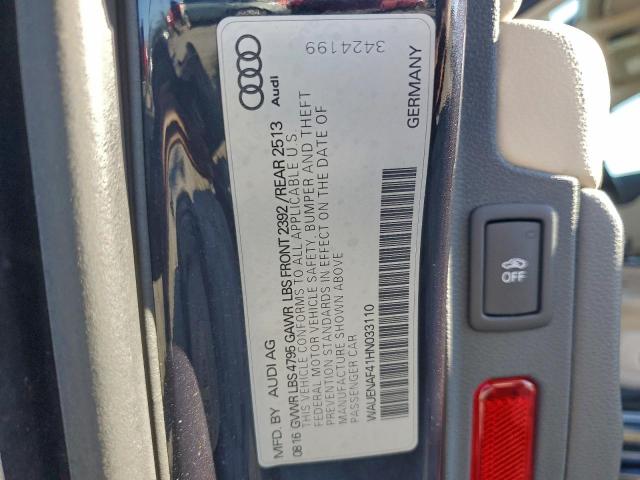 MFD. BY AUDI AG
0816 GVWR LBS 4795 GAWR LBS FRONT 2392 /REAR 2513
THIS VEHICLE CONFORMS TO ALL APPLICABLE U.S.
FEDERAL MOTOR VEHICLE SAFETY, BUMPER AND THEFT
PREVENTION STANDARDS IN EFFECT ON THE DATE OF
MANUFACTURE SHOWN ABOVE
PASSENGER CAR
WAUENAF41HN033110
Audi
3424199
GERMANY
OFF